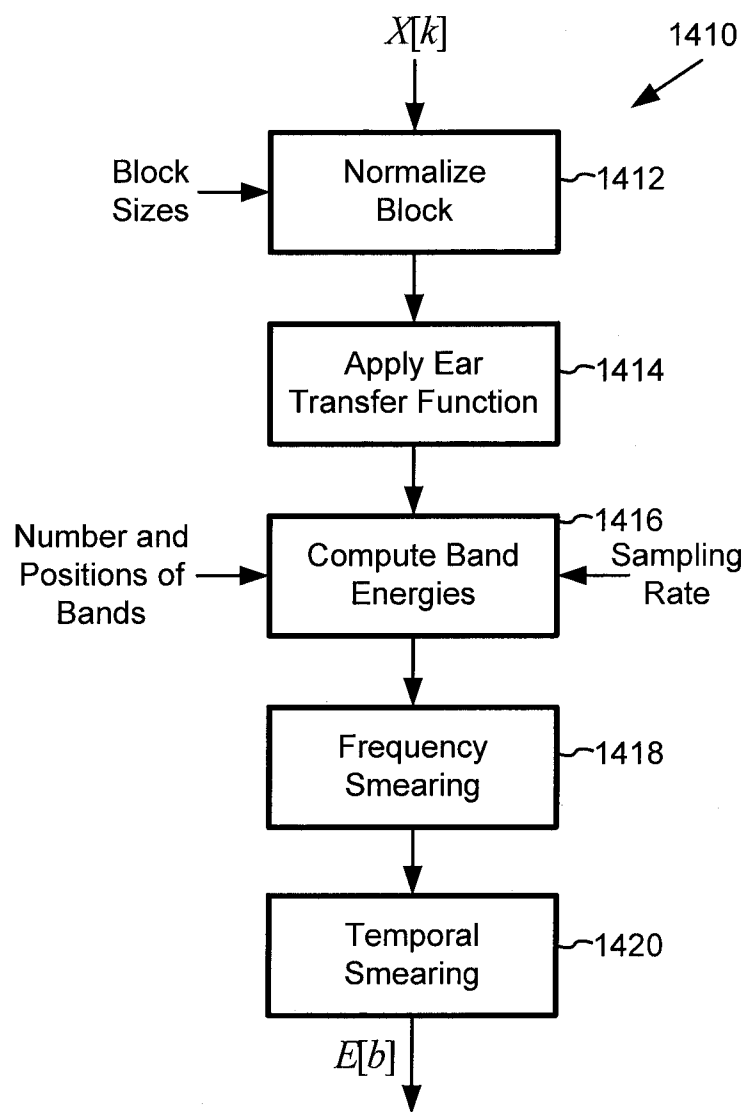 X[k]
1410
Block
Sizes
Normalize
Block
1412
Apply Ear
Transfer Function
1414
Number and
Positions of
Bands
Compute Band
Energies
1416
Sampling
Rate
Frequency
Smearing
1418
Temporal
Smearing
1420
E[b]